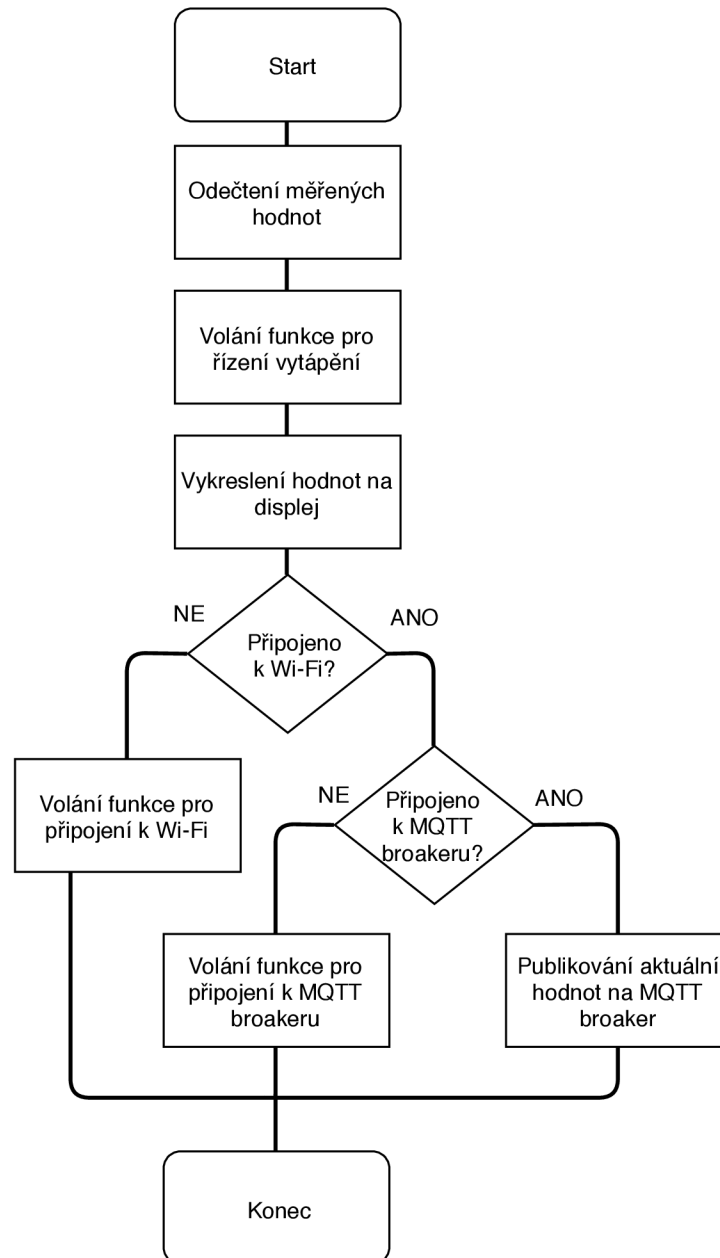 Start
Odečtení měřených
hodnot
Volání funkce pro
řízení vytápění
Vykreslení hodnot na
displej
NE
ANO
Připojeno
k Wi-Fi?
Volání funkce pro
připojení k Wi-Fi
NE
Připojeno
k MQTT
broakeru?
ANO
Volání funkce pro
připojení k MQTT
broakeru
Publikování aktuální
hodnot na MQTT
broaker
Konec